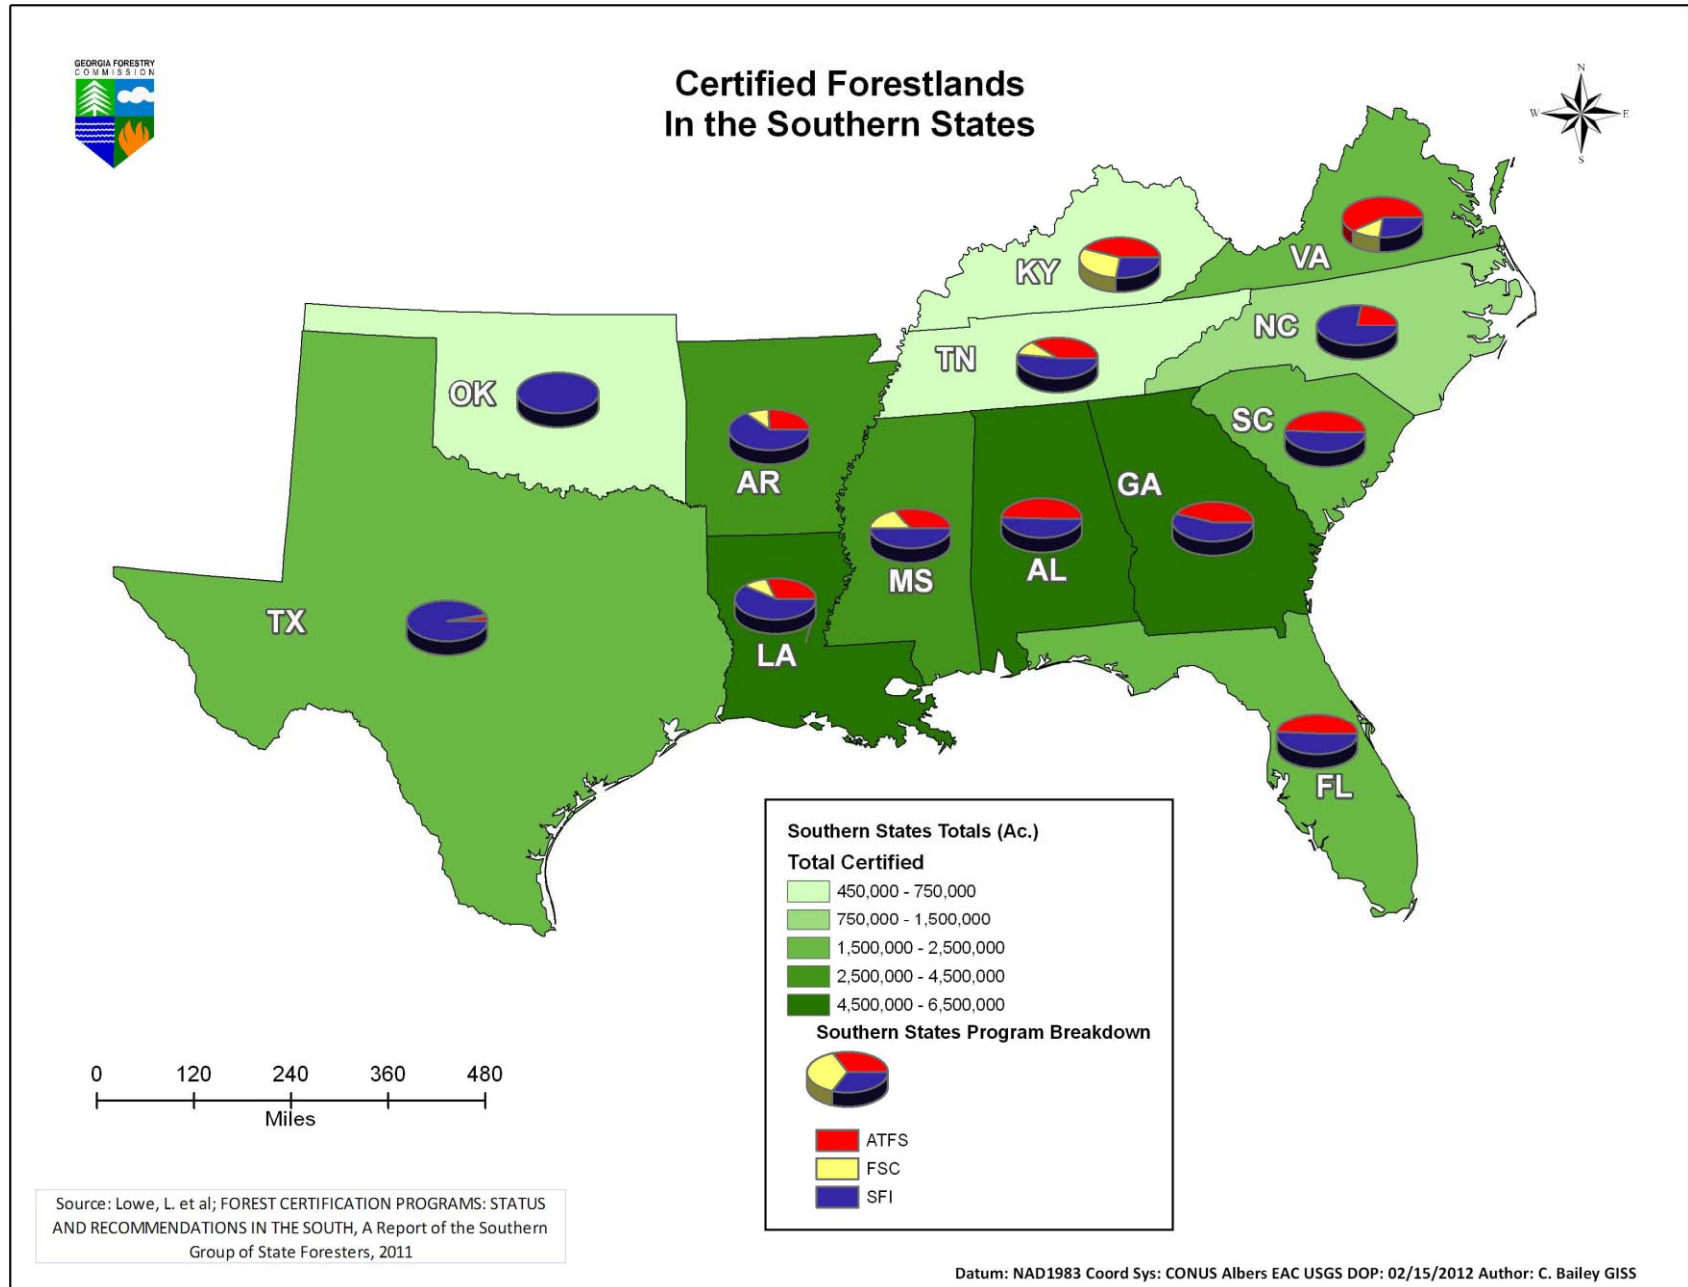 GEORGIA FORESTRY
COMMISSION
Certified Forestlands
In the Southern States
N
W
E
S
VA
KY
NC
TN
OK
SC
AR
GA
MS
AL
TX
LA
FL
Southern States Totals (Ac.)
Total Certified
450,000 - 750,000
750,000 - 1,500,000
1,500,000 - 2,500,000
2,500,000 - 4,500,000
4,500,000 - 6,500,000
Southern States Program Breakdown
ATFS
FSC
SFI
0 120 240 360 480
Miles
Source: Lowe, L. et al; FOREST CERTIFICATION PROGRAMS: STATUS
AND RECOMMENDATIONS IN THE SOUTH, A Report of the Southern
Group of State Foresters, 2011
Datum: NAD1983 Coord Sys: CONUS Albers EAC USGS DOP: 02/15/2012 Author: C. Bailey GISS